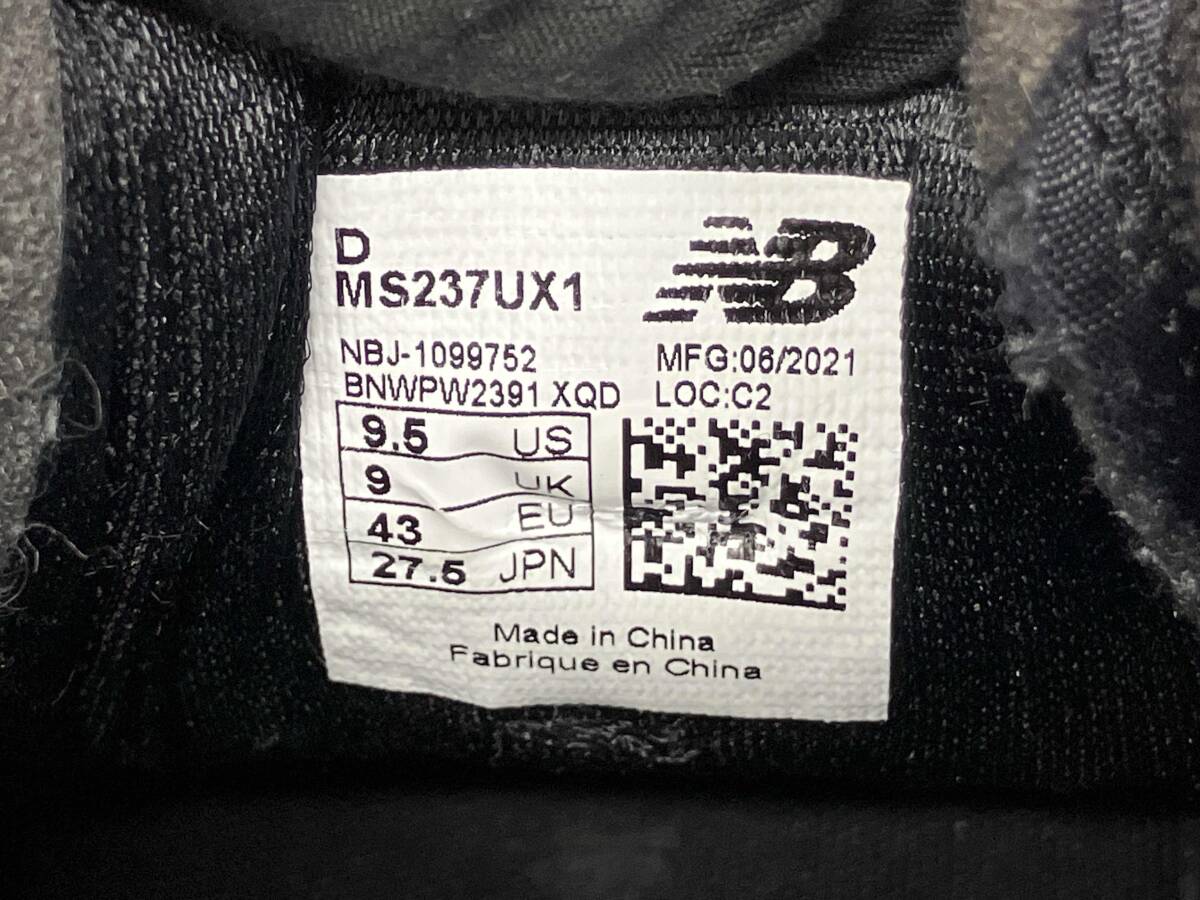 D
MS237UX1
NB
NBJ-1099752
MFG:06/2021
BNWPW2391 XQD
LOC:C2
9.5 US
9 UK
43 EU
27.5 JPN
Made in China
Fabrique en China